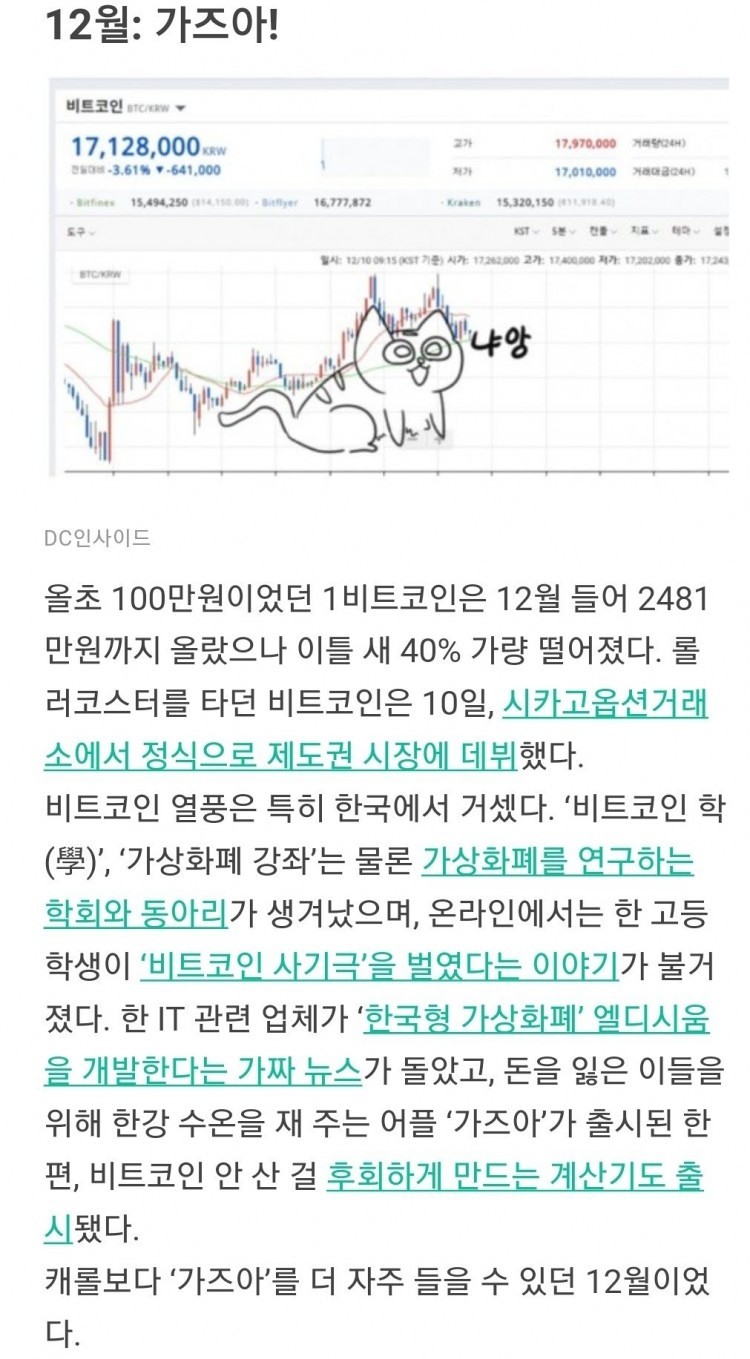 12월: 가즈아!
비트코인 BTC/KRW
17,128,000 KRW
고가 17,970,000 거래량(24H)
전일대비 -3.61% ▼-641,000
저가 17,010,000 거래대금(24H) 1
· Bitfinex 15,494,250 ($14,150.00) · Bitflyer 16,777,872 · Kraken 15,320,150
도구 KST 5분 캔들 지표 테마 설정
일시: 12/10 09:15 (KST 기준) 시가: 17,262,000 고가: 17,400,000 저가: 17,202,000 종가: 17,243
BTC/KRW
냐앙
DC인사이드
올초 100만원이었던 1비트코인은 12월 들어 2481
만원까지 올랐으나 이틀 새 40% 가량 떨어졌다. 롤
러코스터를 타던 비트코인은 10일, 시카고옵션거래
소에서 정식으로 제도권 시장에 데뷔했다.
비트코인 열풍은 특히 한국에서 거셌다. ‘비트코인 학
(學)’, ‘가상화폐 강좌’는 물론 가상화폐를 연구하는
학회와 동아리가 생겨났으며, 온라인에서는 한 고등
학생이 ‘비트코인 사기극’을 벌였다는 이야기가 불거
졌다. 한 IT 관련 업체가 ‘한국형 가상화폐’ 엘디시움
을 개발한다는 가짜 뉴스가 돌았고, 돈을 잃은 이들을
위해 한강 수온을 재 주는 어플 ‘가즈아’가 출시된 한
편, 비트코인 안 산 걸 후회하게 만드는 계산기도 출
시됐다.
캐롤보다 ‘가즈아’를 더 자주 들을 수 있던 12월이었
다.